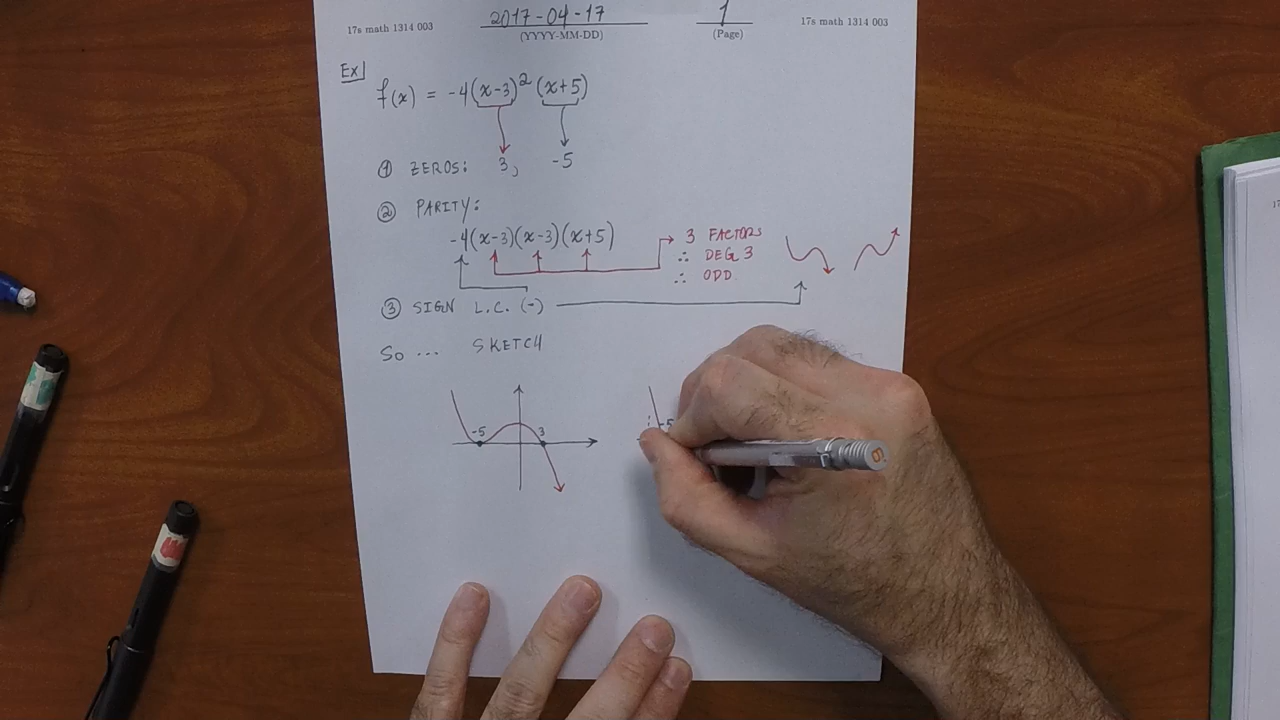 17s math 1314 003 2017-04-17 1 17s math 1314 003
(YYYY-MM-DD) (Page)
Ex]
f(x) = -4(x-3)² (x+5)
① ZEROS: 3, -5
② PARITY:
-4(x-3)(x-3)(x+5)
3 FACTORS
∴ DEG 3
∴ ODD
③ SIGN L.C. (-)
So ... SKETCH
-5 3
-5